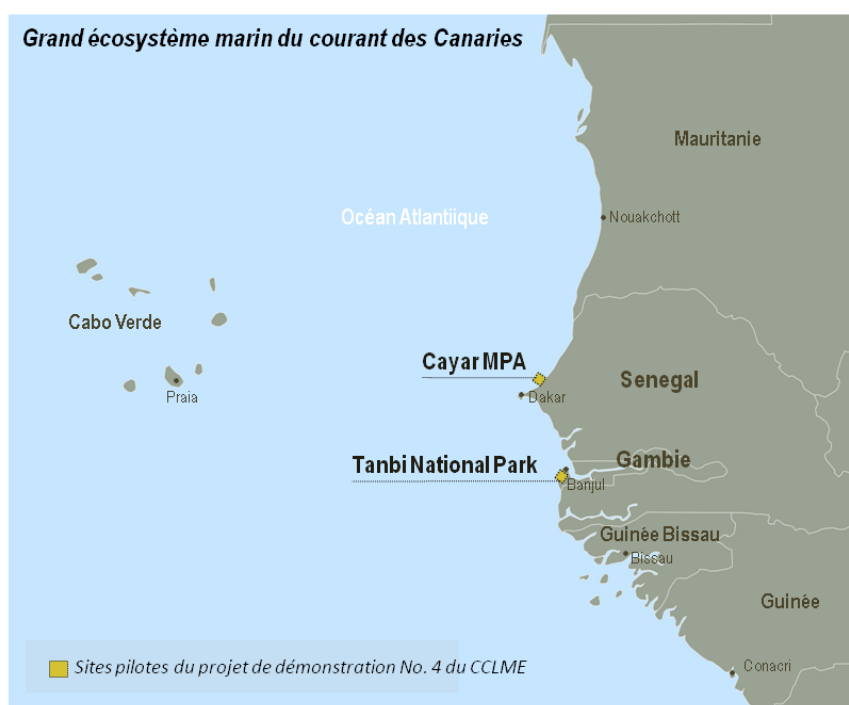 Grand écosystème marin du courant des Canaries
Mauritanie
Océan Atlantiique
Nouakchott
Cabo Verde
Praia
Cayar MPA
Senegal
Dakar
Tanbi National Park
Gambie
Banjul
Guinée Bissau
Bissau
Guinée
Conacri
Sites pilotes du projet de démonstration No. 4 du CCLME